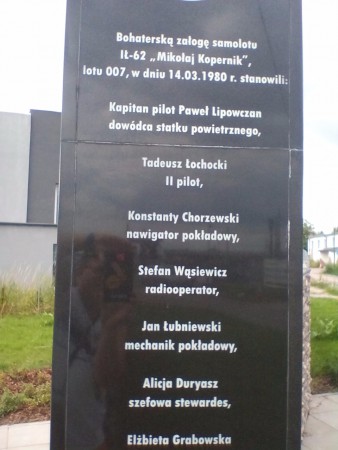 Bohaterską załogę samolotu
IŁ-62 „Mikołaj Kopernik”,
lotu 007, w dniu 14.03.1980 r. stanowili:
Kapitan pilot Paweł Lipowczan
dowódca statku powietrznego,
Tadeusz Łochocki
II pilot,
Konstanty Chorzewski
nawigator pokładowy,
Stefan Wąsiewicz
radiooperator,
Jan Łubniewski
mechanik pokładowy,
Alicja Duryasz
szefowa stewardes,
Elżbieta Grabowska